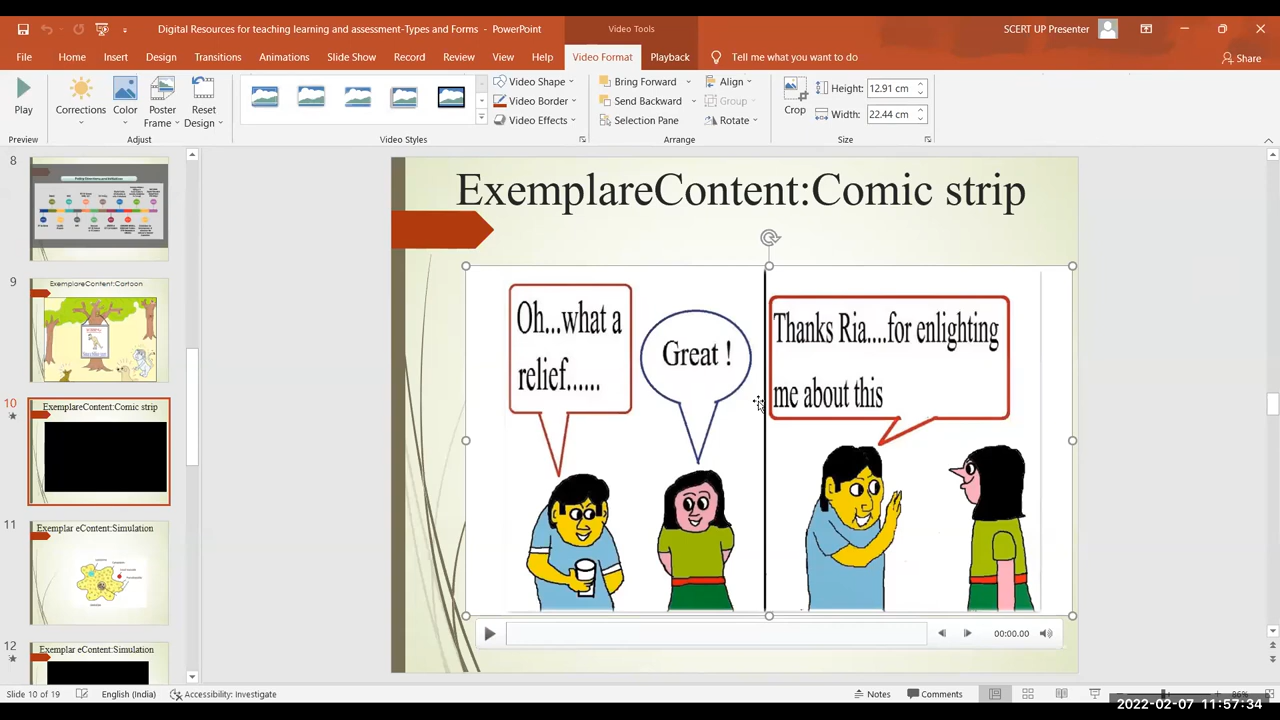 Digital Resources for teaching learning and assessment-Types and Forms - PowerPoint
Video Tools
SCERT UP Presenter
File Home Insert Design Transitions Animations Slide Show Record Review View Help Video Format Playback Tell me what you want to do Share
Play
Corrections
Color
Poster Frame
Reset Design
Video Shape
Video Border
Video Effects
Bring Forward
Send Backward
Selection Pane
Align
Group
Rotate
Crop
Height: 12.91 cm
Width: 22.44 cm
Preview Adjust Video Styles Arrange Size
8
9
ExemplareContent:Cartoon
10
ExemplareContent:Comic strip
11
Exemplar eContent:Simulation
12
Exemplar eContent:Simulation
ExemplareContent:Comic strip
Oh...what a
relief......
Great !
Thanks Ria....for enlighting
me about this
00:00.00
Slide 10 of 19 English (India) Accessibility: Investigate Notes Comments 86%
2022-02-07 11:57:34